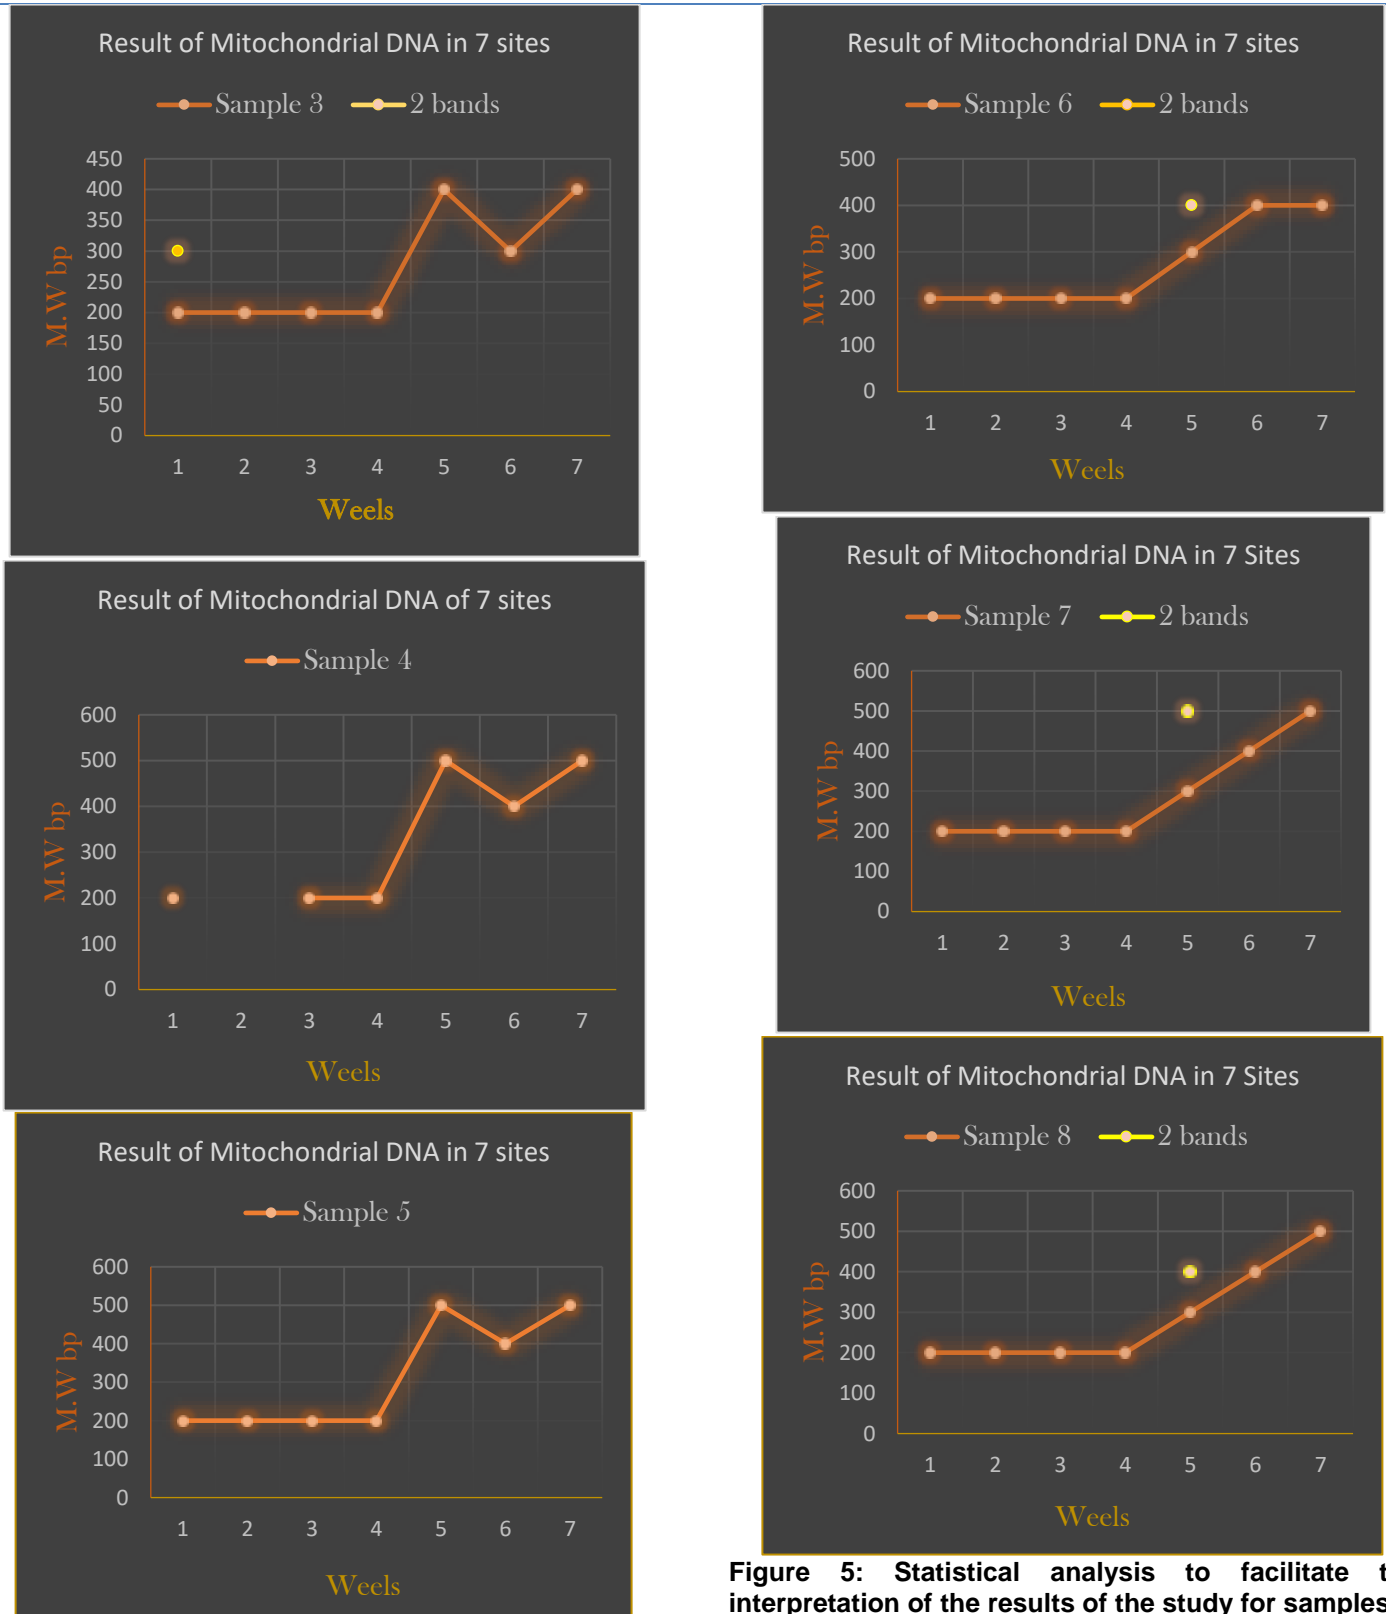 Result of Mitochondrial DNA in 7 sites
Sample 3 2 bands
450
400
350
300
250
200
150
100
50
0
M.W bp
1 2 3 4 5 6 7
Weels
Result of Mitochondrial DNA of 7 sites
Sample 4
600
500
400
300
200
100
0
M.W bp
1 2 3 4 5 6 7
Weels
Result of Mitochondrial DNA in 7 sites
Sample 5
600
500
400
300
200
100
0
M.W bp
1 2 3 4 5 6 7
Weels
Result of Mitochondrial DNA in 7 sites
Sample 6 2 bands
500
400
300
200
100
0
M.W bp
1 2 3 4 5 6 7
Weels
Result of Mitochondrial DNA in 7 Sites
Sample 7 2 bands
600
500
400
300
200
100
0
M.W bp
1 2 3 4 5 6 7
Weels
Result of Mitochondrial DNA in 7 Sites
Sample 8 2 bands
600
500
400
300
200
100
0
M.W bp
1 2 3 4 5 6 7
Weels
Figure 5: Statistical analysis to facilitate
interpretation of the results of the study for samples